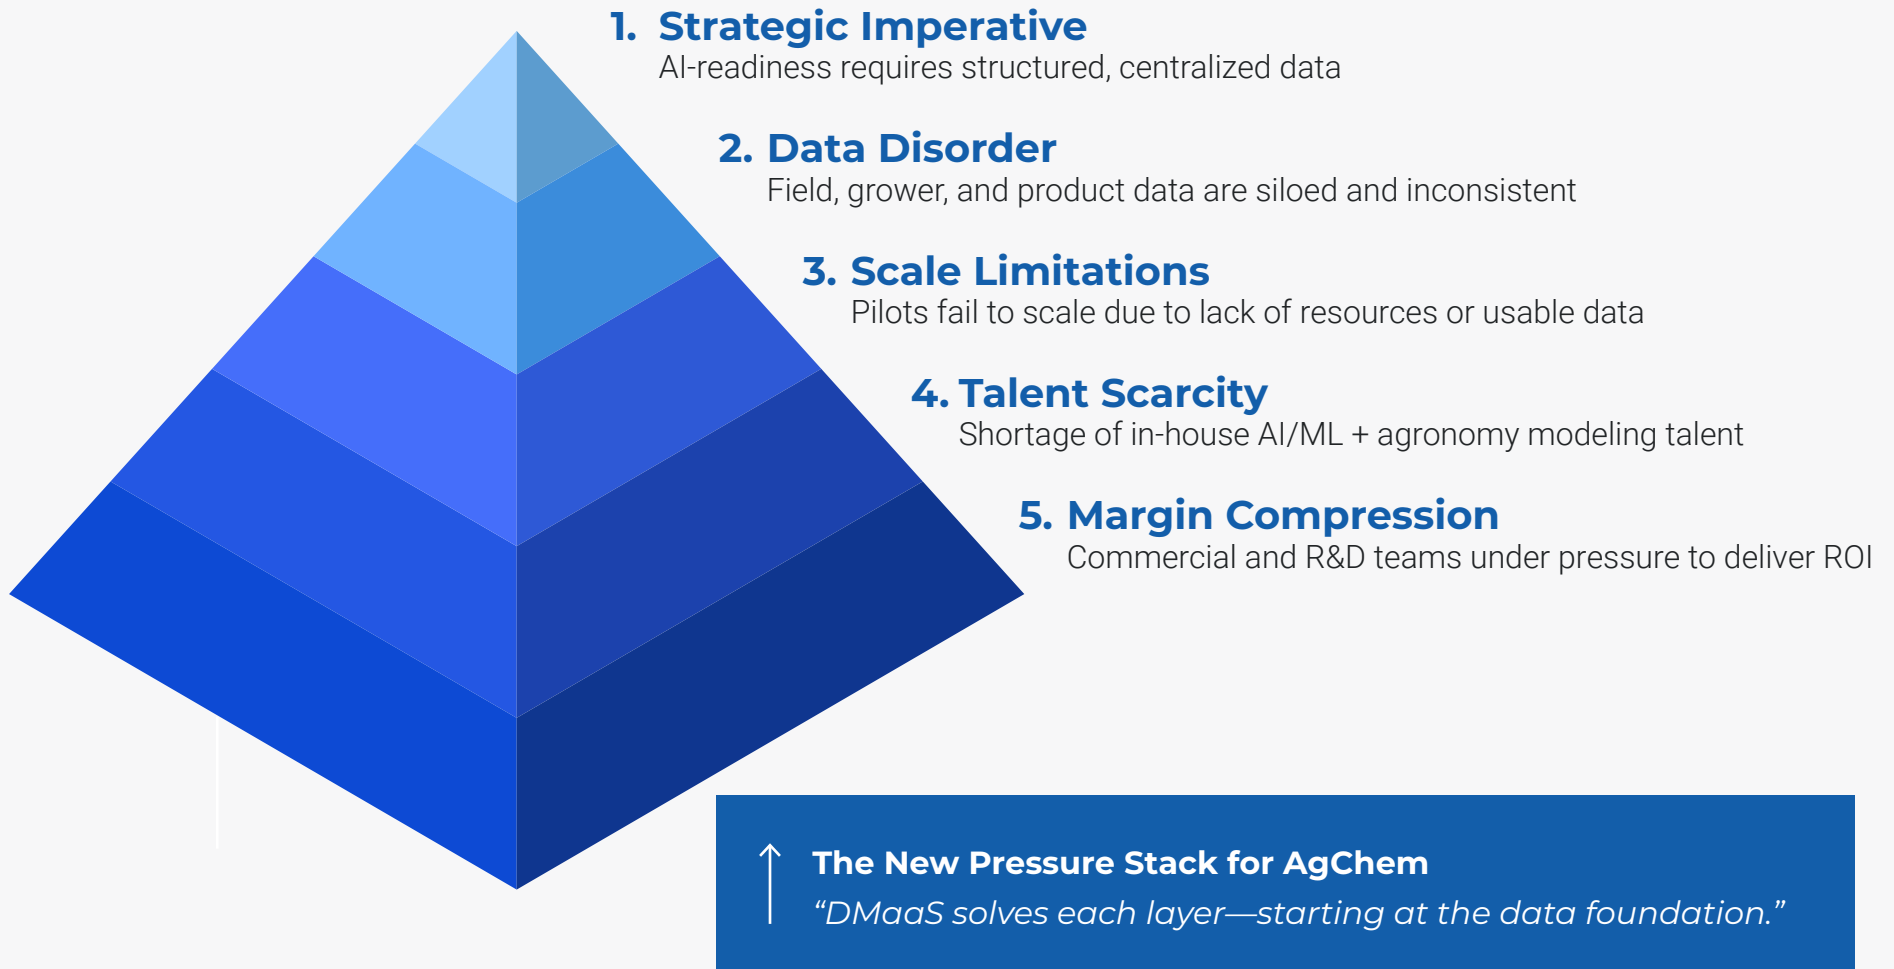 1. Strategic Imperative
AI-readiness requires structured, centralized data
2. Data Disorder
Field, grower, and product data are siloed and inconsistent
3. Scale Limitations
Pilots fail to scale due to lack of resources or usable data
4. Talent Scarcity
Shortage of in-house AI/ML + agronomy modeling talent
5. Margin Compression
Commercial and R&D teams under pressure to deliver ROI
The New Pressure Stack for AgChem
“DMaaS solves each layer—starting at the data foundation.”